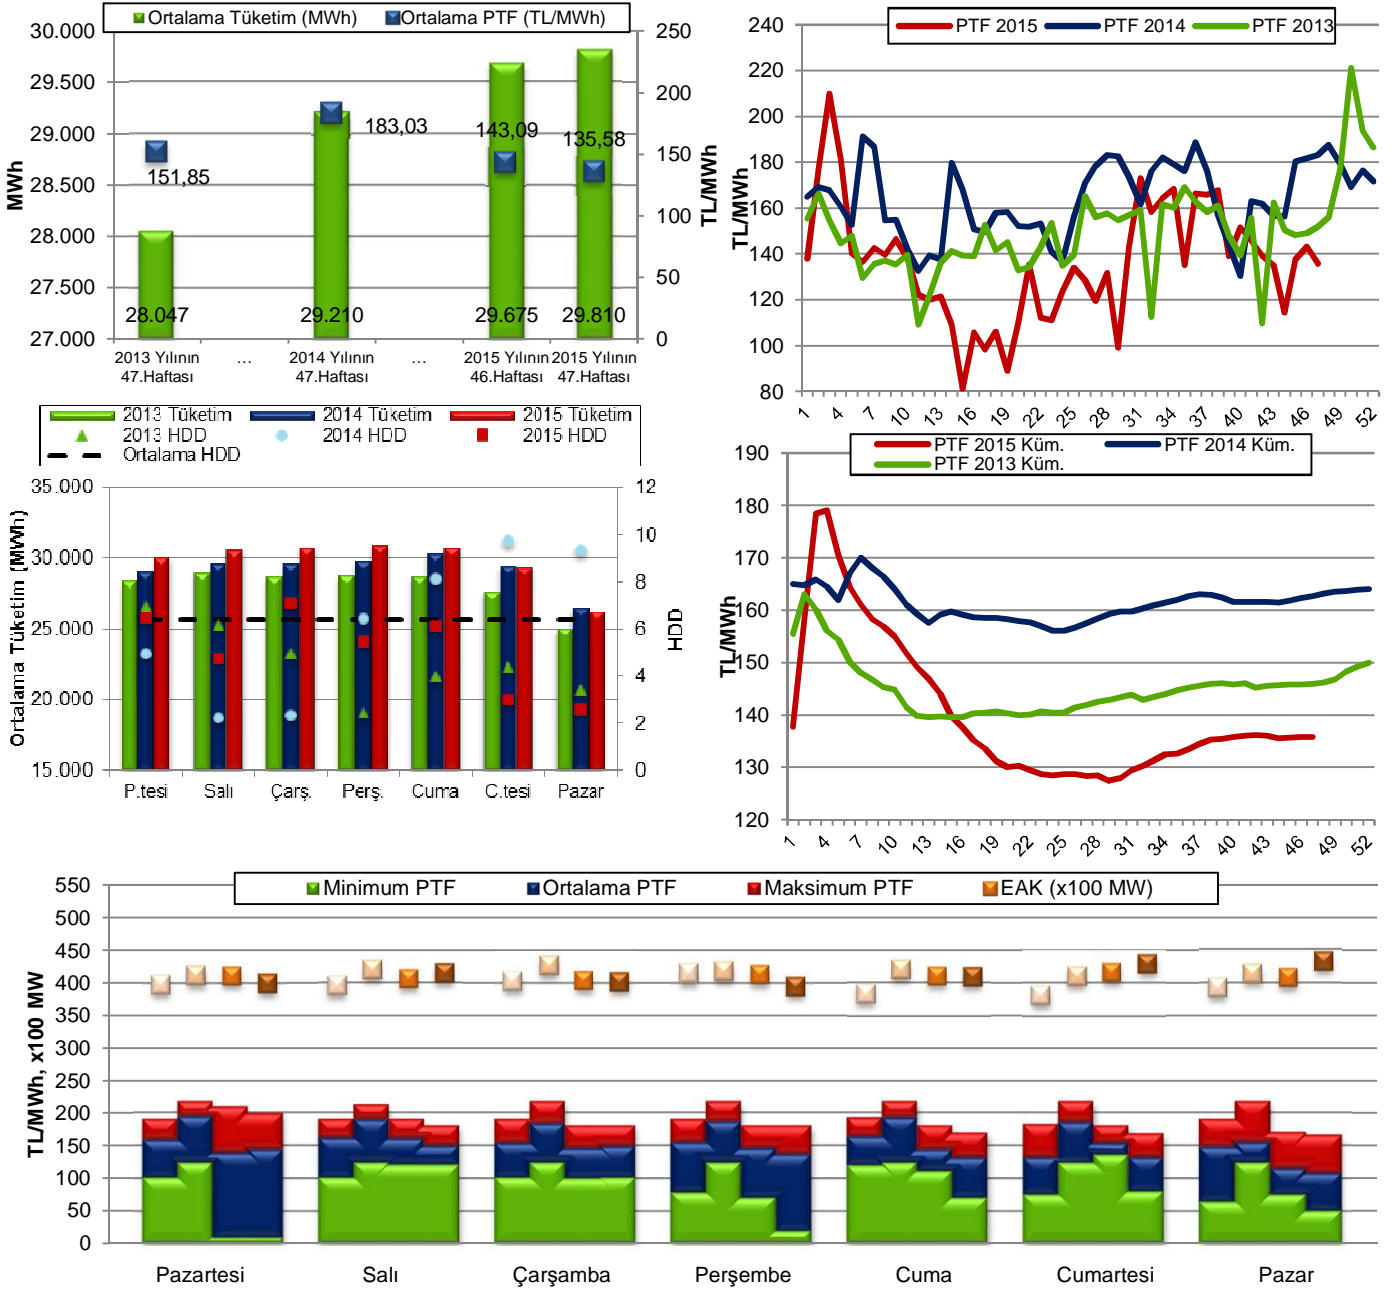 Ortalama Tüketim (MWh) Ortalama PTF (TL/MWh)
30.000
29.500
29.000
28.500
28.000
27.500
27.000
MWh
250
200
150
100
50
0
TL/MWh
151,85
183,03
143,09
135,58
28.047
29.210
29.675
29.810
2013 Yılının
47.Haftası
...
2014 Yılının
47.Haftası
...
2015 Yılının
46.Haftası
2015 Yılının
47.Haftası
PTF 2015 PTF 2014 PTF 2013
240
220
200
180
160
140
120
100
80
TL/MWh
1 4 7 10 13 16 19 22 25 28 31 34 37 40 43 46 49 52
2013 Tüketim 2014 Tüketim 2015 Tüketim
2013 HDD 2014 HDD 2015 HDD
Ortalama HDD
35.000
30.000
25.000
20.000
15.000
Ortalama Tüketim (MWh)
12
10
8
6
4
2
0
HDD
P.tesi Salı Çarş. Perş. Cuma C.tesi Pazar
PTF 2015 Küm. PTF 2014 Küm.
PTF 2013 Küm.
190
180
170
160
150
140
130
120
TL/MWh
1 4 7 10 13 16 19 22 25 28 31 34 37 40 43 46 49 52
Minimum PTF Ortalama PTF Maksimum PTF EAK (x100 MW)
550
500
450
400
350
300
250
200
150
100
50
0
TL/MWh, x100 MW
Pazartesi Salı Çarşamba Perşembe Cuma Cumartesi Pazar